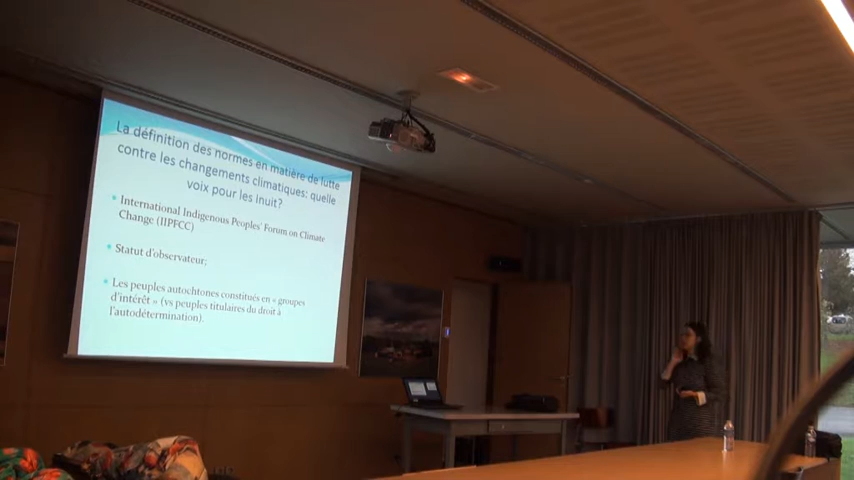 La définition des normes en matière de lutte
contre les changements climatiques: quelle
voix pour les Inuit?
International Indigenous Peoples' Forum on Climate
Change (IIPFCC)
Statut d'observateur;
Les peuples autochtones constitués en « groupes
d'intérêt » (vs peuples titulaires du droit à
l'autodétermination).